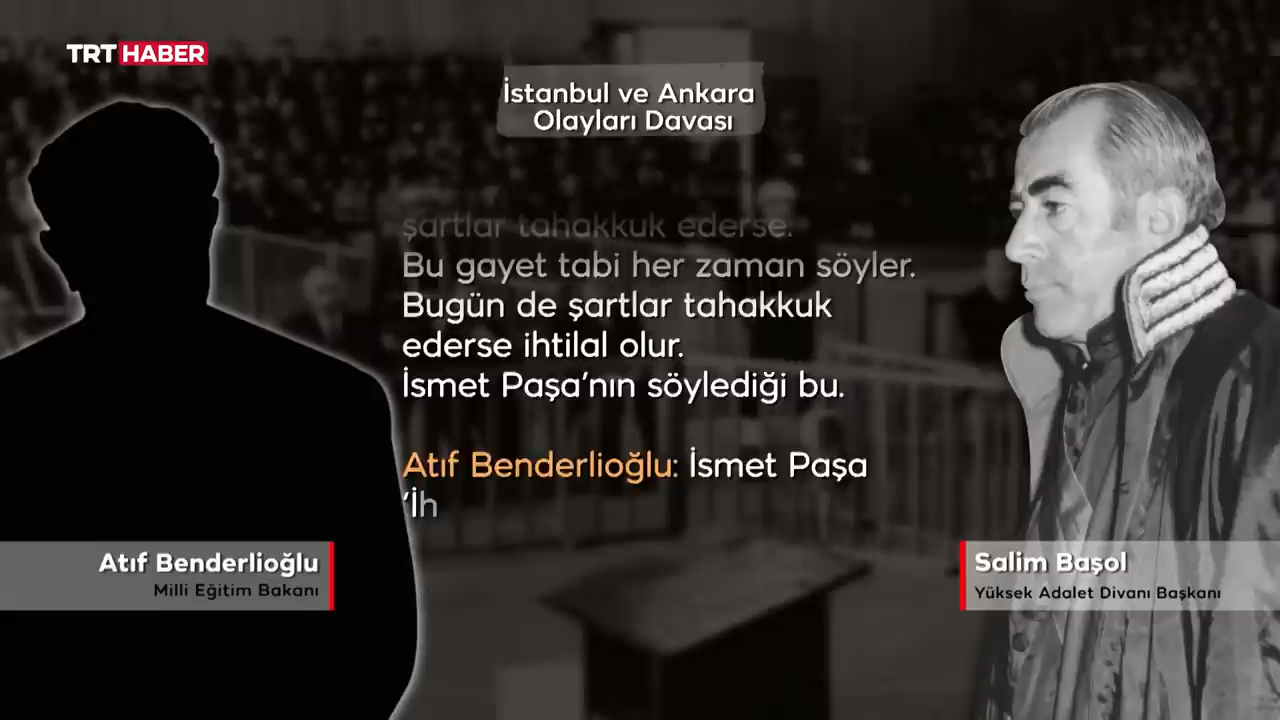 TRT HABER
İstanbul ve Ankara
Olayları Davası
şartlar tahakkuk ederse.
Bu gayet tabi her zaman söyler.
Bugün de şartlar tahakkuk
ederse ihtilal olur.
İsmet Paşa’nın söylediği bu.
Atıf Benderlioğlu: İsmet Paşa
‘İh
Atıf Benderlioğlu
Milli Eğitim Bakanı
Salim Başol
Yüksek Adalet Divanı Başkanı